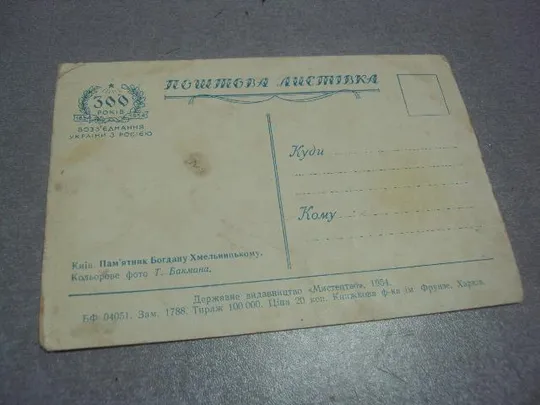 ПОШТОВА ЛИСТІВКА
300
РОКІВ
1654 1954
ВОЗЗ'ЄДНАННЯ
УКРАЇНИ З РОСІЄЮ
Куди
Кому
Київ. Пам'ятник Богдану Хмельницькому.
Кольорове фото Т. Бакмана.
Державне видавництво «Мистецтво», 1954.
БФ 04051. Зам. 1788. Тираж 100.000. Ціна 20 коп. Книжкова ф-ка ім Фрунзе, Харків.